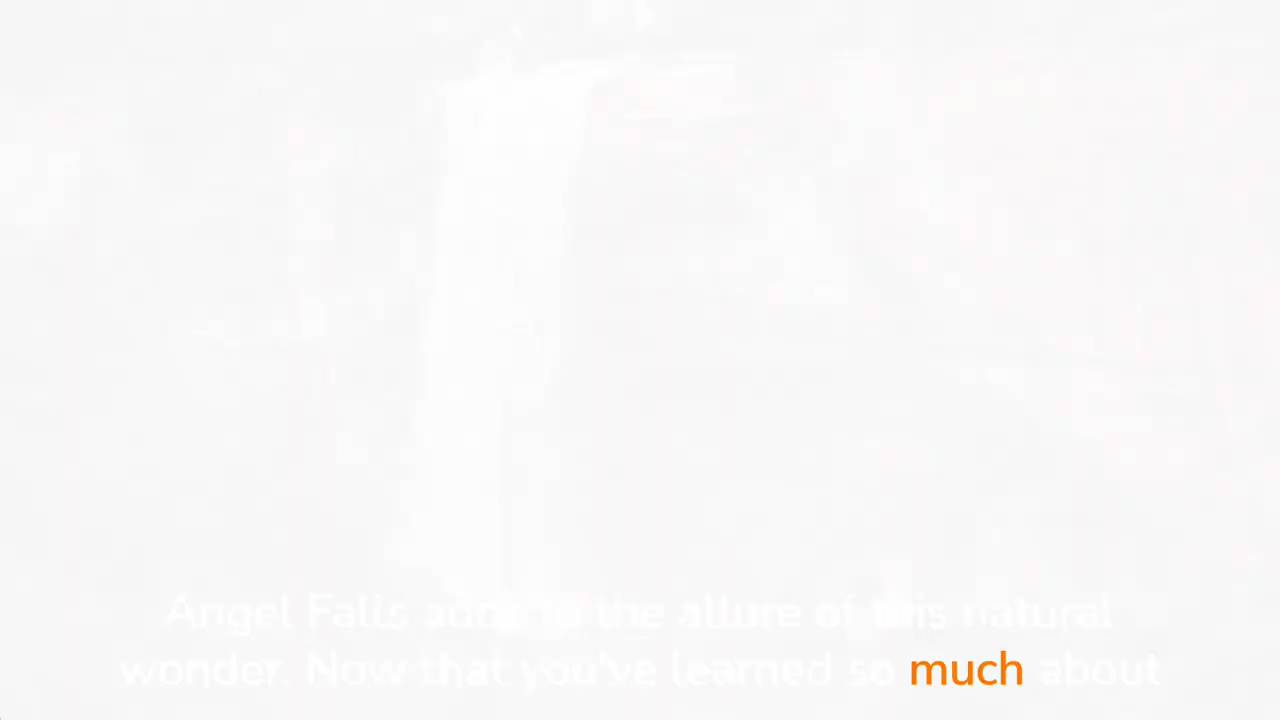 Angel Falls adds to the allure of this natural
wonder. Now that you've learned so much about